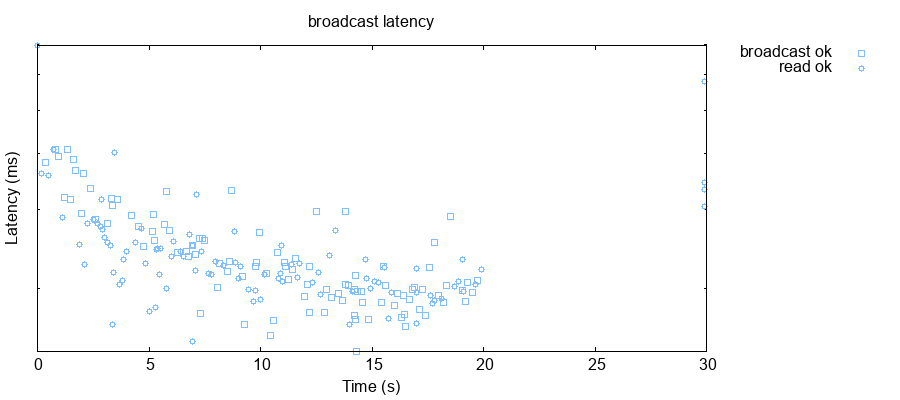 broadcast latency
broadcast ok
read ok
Latency (ms)
0 5 10 15 20 25 30
Time (s)